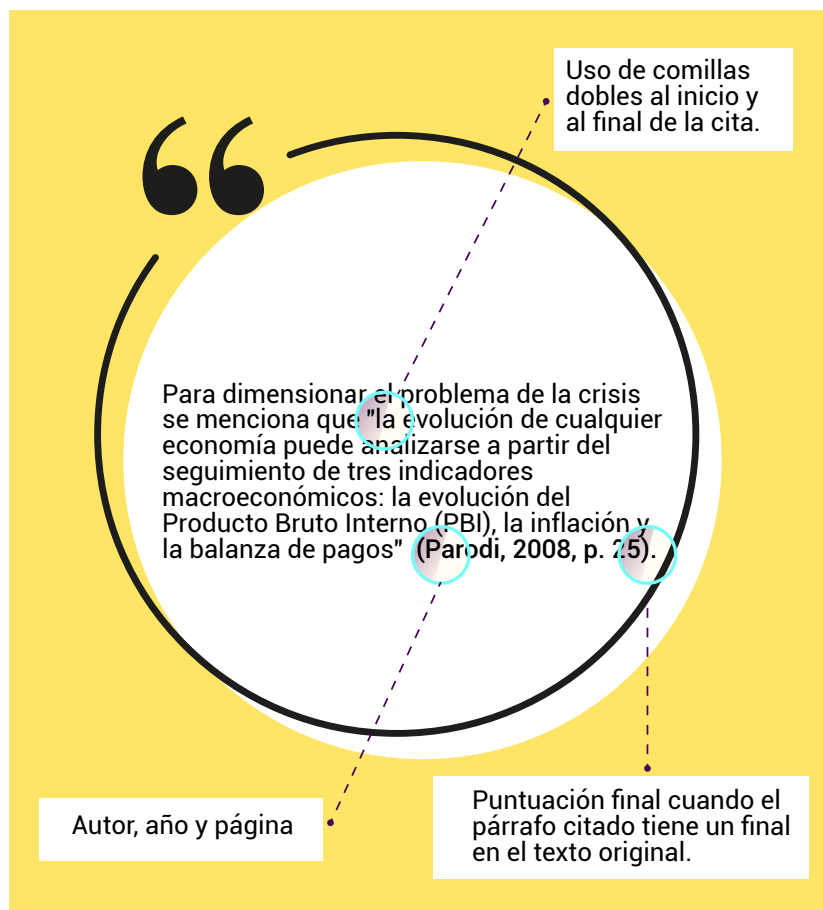 Uso de comillas
dobles al inicio y
al final de la cita.
Para dimensionar el problema de la crisis
se menciona que "la evolución de cualquier
economía puede analizarse a partir del
seguimiento de tres indicadores
macroeconómicos: la evolución del
Producto Bruto Interno (PBI), la inflación y
la balanza de pagos" (Parodi, 2008, p. 25).
Autor, año y página
Puntuación final cuando el
párrafo citado tiene un final
en el texto original.